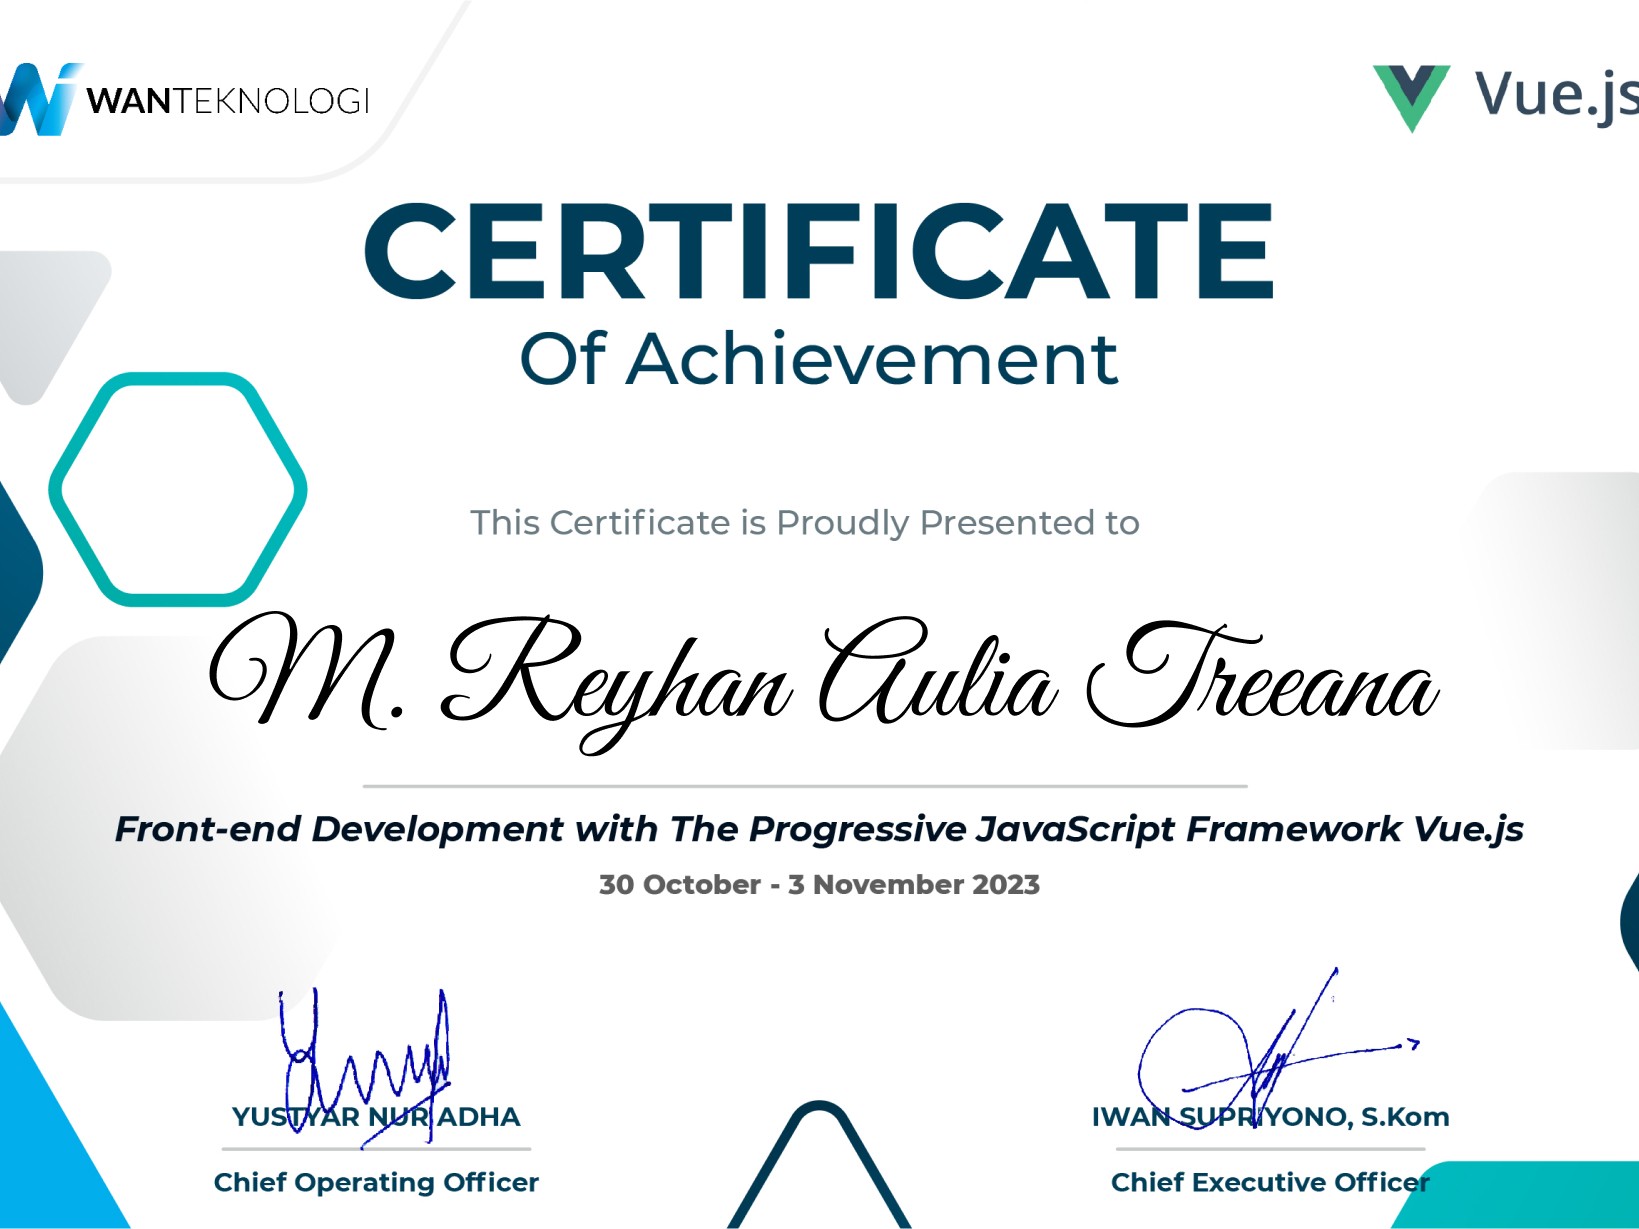 WANTEKNOLOGI
Vue.js
CERTIFICATE
Of Achievement
This Certificate is Proudly Presented to
M. Reyhan Aulia Treeana
Front-end Development with The Progressive JavaScript Framework Vue.js
30 October - 3 November 2023
YUSTYAR NUR ADHA
IWAN SUPRIYONO, S.Kom
Chief Operating Officer
Chief Executive Officer